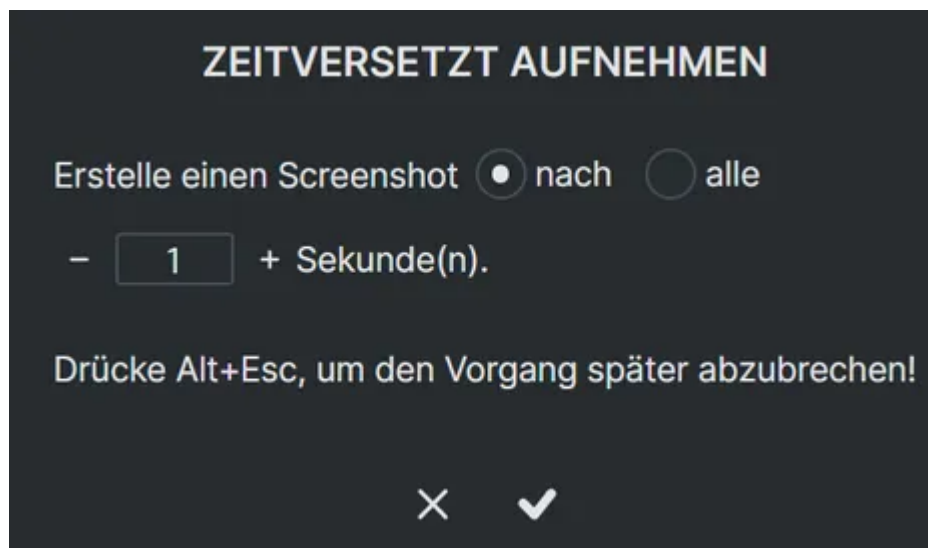 ZEITVERSETZT AUFNEHMEN
Erstelle einen Screenshot nach alle
- 1 + Sekunde(n).
Drücke Alt+Esc, um den Vorgang später abzubrechen!